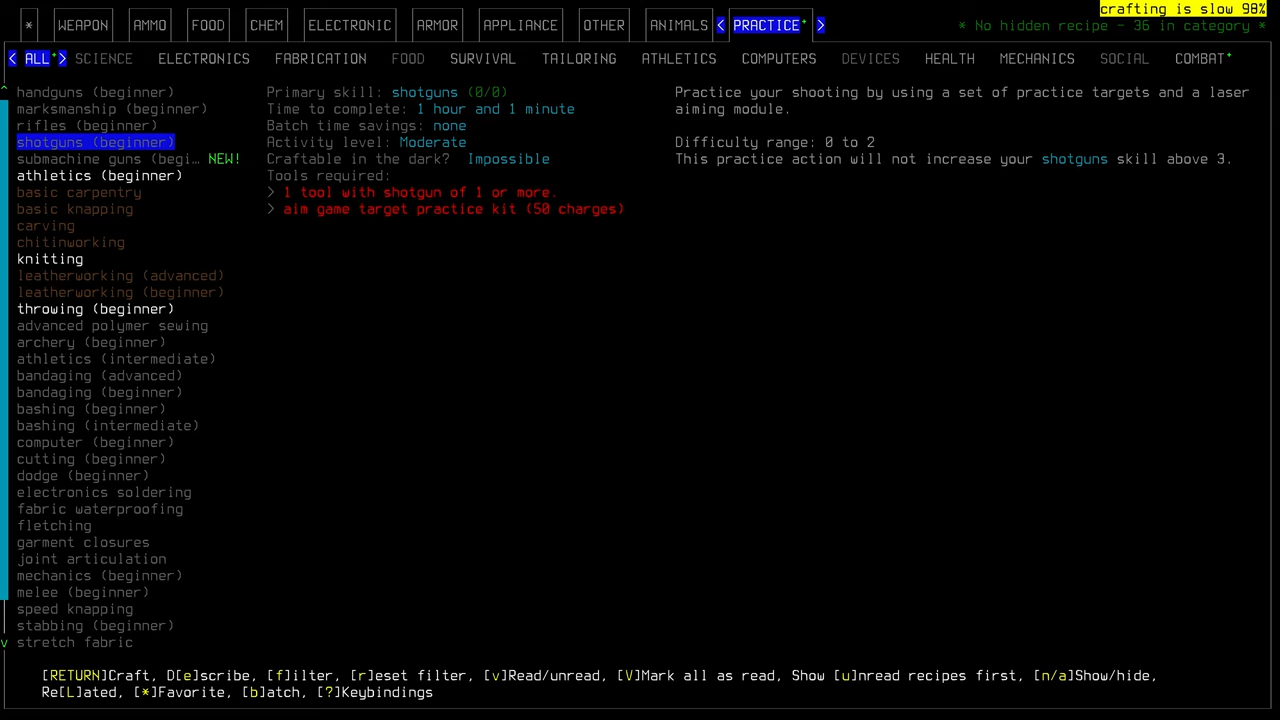 crafting is slow 98%
* WEAPON AMMO FOOD CHEM ELECTRONIC ARMOR APPLIANCE OTHER ANIMALS < PRACTICE* > * No hidden recipe - 36 in category *
< ALL*> SCIENCE ELECTRONICS FABRICATION FOOD SURVIVAL TAILORING ATHLETICS COMPUTERS DEVICES HEALTH MECHANICS SOCIAL COMBAT*
^
handguns (beginner)
marksmanship (beginner)
rifles (beginner)
shotguns (beginner)
submachine guns (begi… NEW!
athletics (beginner)
basic carpentry
basic knapping
carving
chitinworking
knitting
leatherworking (advanced)
leatherworking (beginner)
throwing (beginner)
advanced polymer sewing
archery (beginner)
athletics (intermediate)
bandaging (advanced)
bandaging (beginner)
bashing (beginner)
bashing (intermediate)
computer (beginner)
cutting (beginner)
dodge (beginner)
electronics soldering
fabric waterproofing
fletching
garment closures
joint articulation
mechanics (beginner)
melee (beginner)
speed knapping
stabbing (beginner)
v stretch fabric
Primary skill: shotguns (0/0)
Time to complete: 1 hour and 1 minute
Batch time savings: none
Activity level: Moderate
Craftable in the dark? Impossible
Tools required:
> 1 tool with shotgun of 1 or more.
> aim game target practice kit (50 charges)
Practice your shooting by using a set of practice targets and a laser
aiming module.
Difficulty range: 0 to 2
This practice action will not increase your shotguns skill above 3.
[RETURN]Craft, D[e]scribe, [f]ilter, [r]eset filter, [v]Read/unread, [V]Mark all as read, Show [u]nread recipes first, [n/a]Show/hide,
Re[L]ated, [*]Favorite, [b]atch, [?]Keybindings